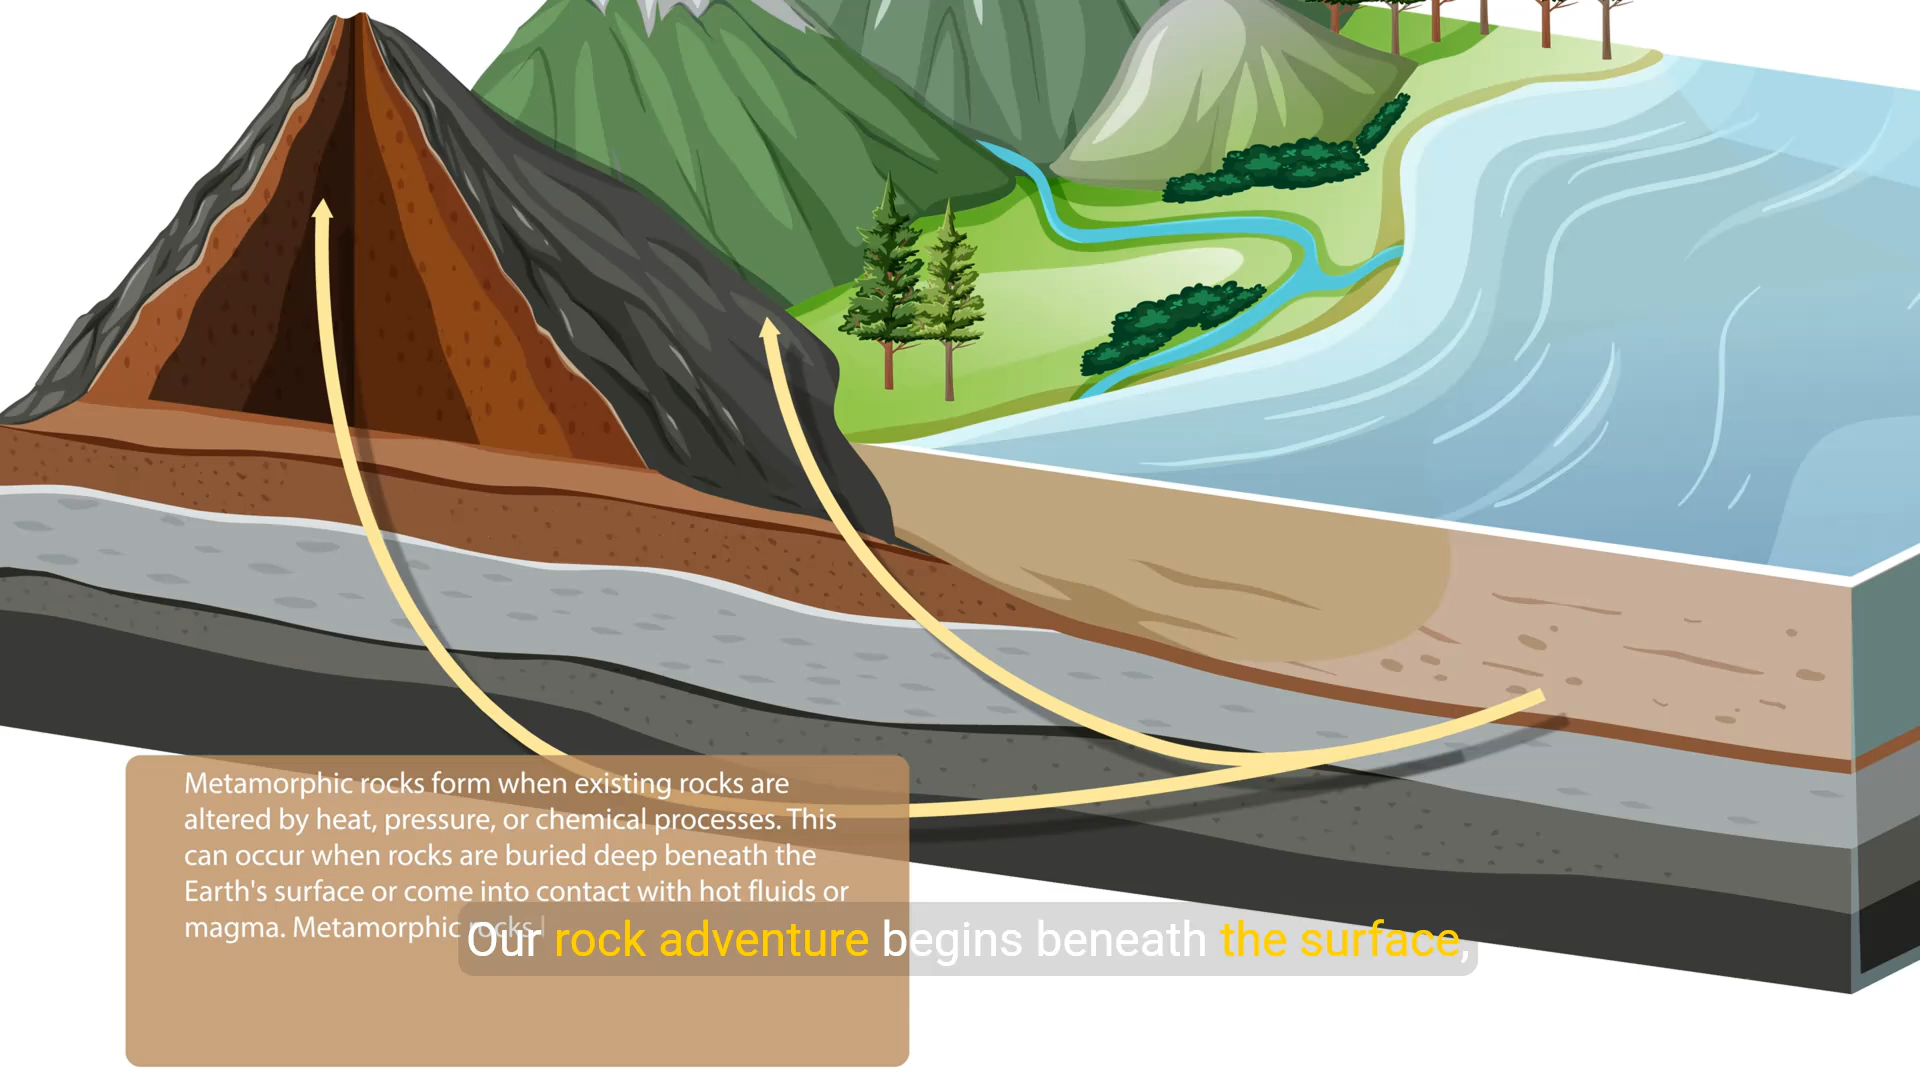 Metamorphic rocks form when existing rocks are
altered by heat, pressure, or chemical processes. This
can occur when rocks are buried deep beneath the
Earth's surface or come into contact with hot fluids or
magma. Metamorphic rocks
Our rock adventure begins beneath the surface,